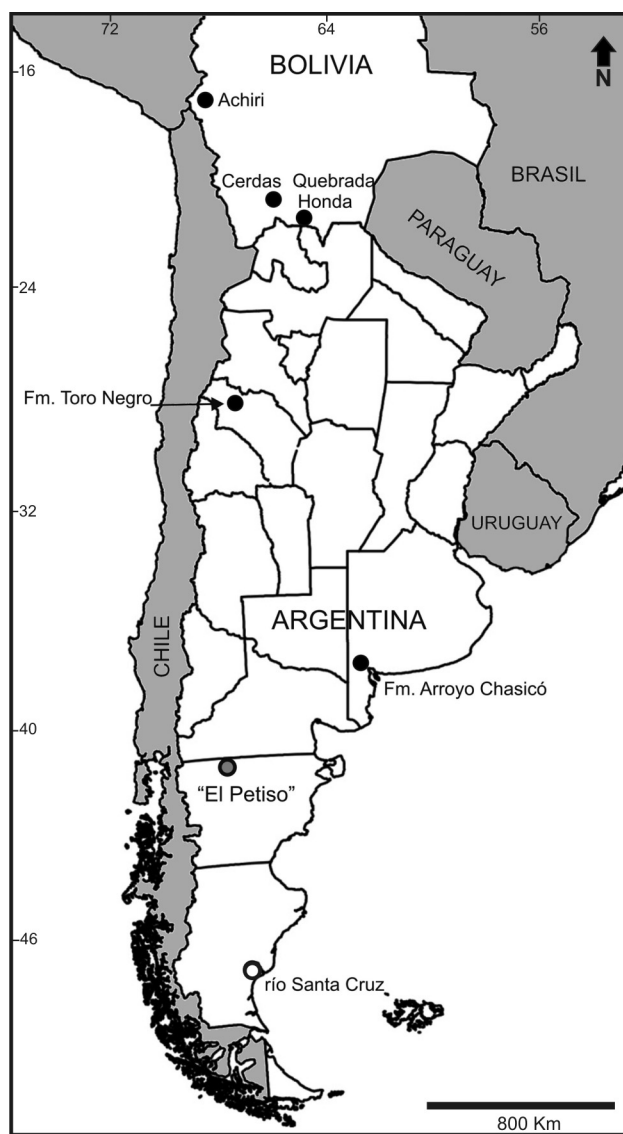 72
64
56
16
BOLIVIA
N
Achiri
Cerdas
Quebrada
Honda
BRASIL
PARAGUAY
24
Fm. Toro Negro
32
URUGUAY
ARGENTINA
CHILE
Fm. Arroyo Chasicó
40
“El Petiso”
46
río Santa Cruz
800 Km